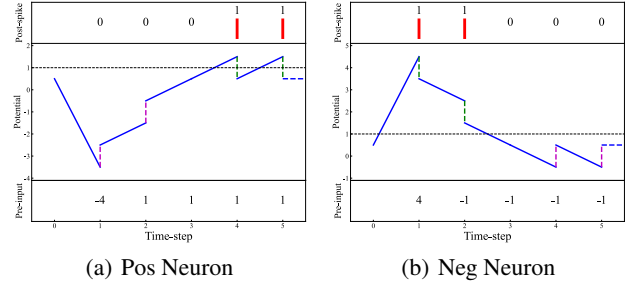 Post-spike
0 0 0 1 1
Potential
2
1
0
-1
-2
-3
-4
Pre-input
-4 1 1 1 1
0 1 2 3 4 5
Time-step
(a) Pos Neuron
Post-spike
1 1 0 0 0
Potential
5
4
3
2
1
0
-1
Pre-input
4 -1 -1 -1 -1
0 1 2 3 4 5
Time-step
(b) Neg Neuron